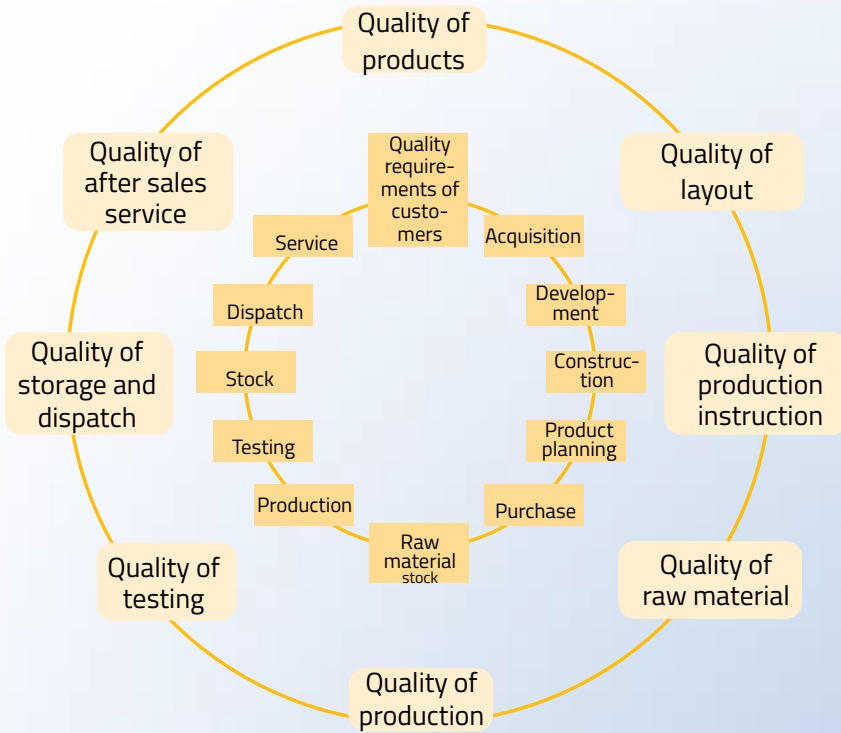 Quality of
products
Quality of
layout
Quality of
production
instruction
Quality of
raw material
Quality of
production
Quality of
testing
Quality of
storage and
dispatch
Quality of
after sales
service
Quality
require-
ments of
custo-
mers
Acquisition
Develop-
ment
Construc-
tion
Product
planning
Purchase
Raw
material
stock
Production
Testing
Stock
Dispatch
Service